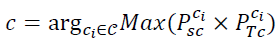 c = arg_{c_i∈𝒞} Max(P_{sc}^{c_i} × P_{Tc}^{c_i})